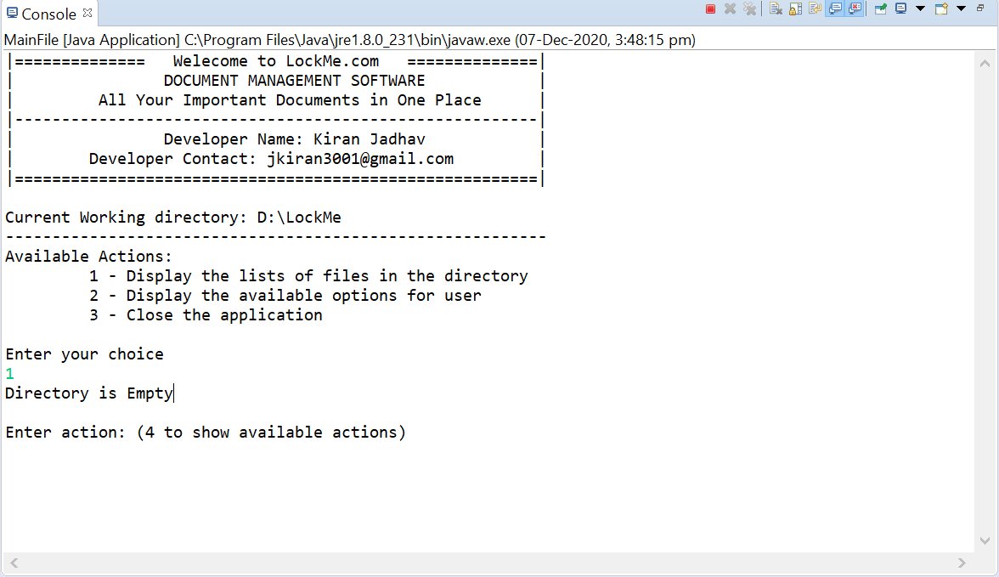 Console
MainFile [Java Application] C:\Program Files\Java\jre1.8.0_231\bin\javaw.exe (07-Dec-2020, 3:48:15 pm)
|============== Welcome to LockMe.com ==============|
| DOCUMENT MANAGEMENT SOFTWARE |
| All Your Important Documents in One Place |
|--------------------------------------------------------|
| Developer Name: Kiran Jadhav |
| Developer Contact: jkiran3001@gmail.com |
|========================================================|
Current Working directory: D:\LockMe
----------------------------------------------------------
Available Actions:
1 - Display the lists of files in the directory
2 - Display the available options for user
3 - Close the application
Enter your choice
1
Directory is Empty
Enter action: (4 to show available actions)